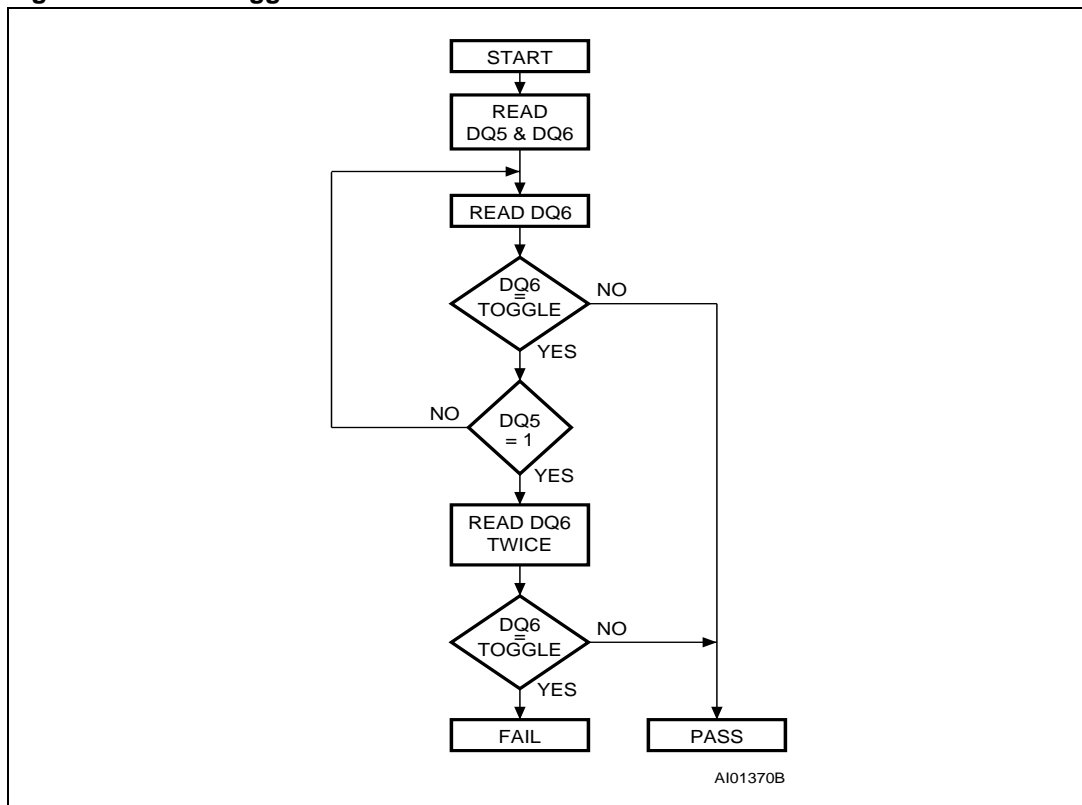 START
READ
DQ5 & DQ6
READ DQ6
DQ6
=
TOGGLE
NO
YES
NO
DQ5
= 1
YES
READ DQ6
TWICE
DQ6
=
TOGGLE
NO
YES
FAIL
PASS
AI01370B